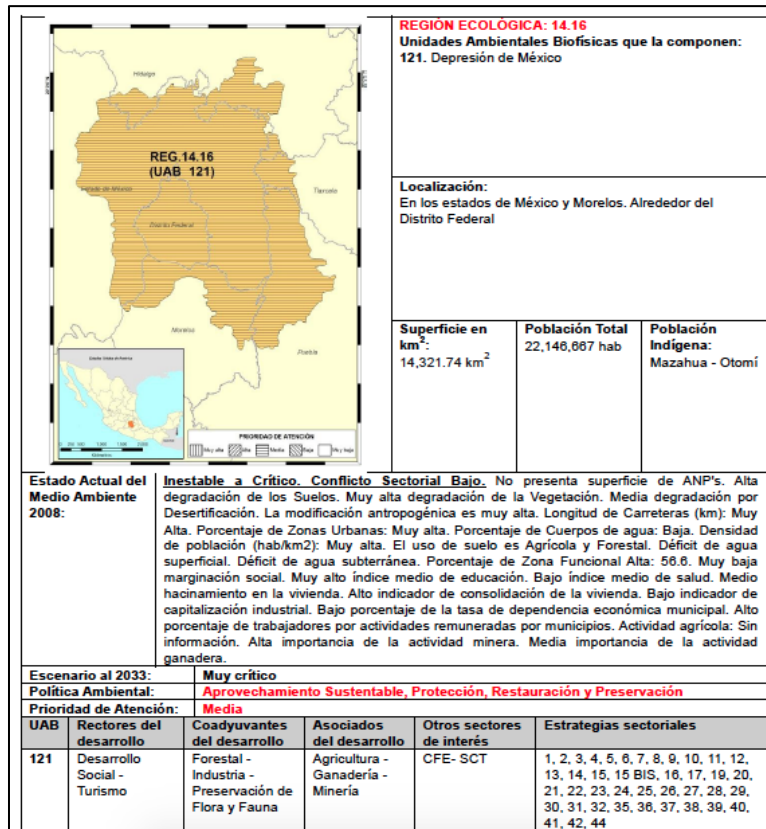 REGIÓN ECOLÓGICA: 14.16
Unidades Ambientales Biofísicas que la componen:
121. Depresión de México
Hidalgo
REG.14.16
(UAB 121)
Estado de México
Tlaxcala
Distrito Federal
Morelos
Puebla
Estados Unidos de América
PRIORIDAD DE ATENCIÓN
Muy alta Alta Media Baja Muy baja
Kilómetros
Localización:
En los estados de México y Morelos. Alrededor del
Distrito Federal
Superficie en
km2:
14,321.74 km2
Población Total
22,146,667 hab
Población
Indígena:
Mazahua - Otomí
Estado Actual del
Medio Ambiente
2008:
Inestable a Crítico. Conflicto Sectorial Bajo. No presenta superficie de ANP's. Alta
degradación de los Suelos. Muy alta degradación de la Vegetación. Media degradación por
Desertificación. La modificación antropogénica es muy alta. Longitud de Carreteras (km): Muy
Alta. Porcentaje de Zonas Urbanas: Muy alta. Porcentaje de Cuerpos de agua: Baja. Densidad
de población (hab/km2): Muy alta. El uso de suelo es Agrícola y Forestal. Déficit de agua
superficial. Déficit de agua subterránea. Porcentaje de Zona Funcional Alta: 56.6. Muy baja
marginación social. Muy alto índice medio de educación. Bajo índice medio de salud. Medio
hacinamiento en la vivienda. Alto indicador de consolidación de la vivienda. Bajo indicador de
capitalización industrial. Bajo porcentaje de la tasa de dependencia económica municipal. Alto
porcentaje de trabajadores por actividades remuneradas por municipios. Actividad agrícola: Sin
información. Alta importancia de la actividad minera. Media importancia de la actividad
ganadera.
Escenario al 2033: Muy crítico
Política Ambiental: Aprovechamiento Sustentable, Protección, Restauración y Preservación
Prioridad de Atención: Media
UAB
Rectores del
desarrollo
Coadyuvantes
del desarrollo
Asociados
del desarrollo
Otros sectores
de interés
Estrategias sectoriales
121
Desarrollo
Social -
Turismo
Forestal -
Industria -
Preservación de
Flora y Fauna
Agricultura -
Ganadería -
Minería
CFE- SCT
1, 2, 3, 4, 5, 6, 7, 8, 9, 10, 11, 12,
13, 14, 15, 15 BIS, 16, 17, 19, 20,
21, 22, 23, 24, 25, 26, 27, 28, 29,
30, 31, 32, 35, 36, 37, 38, 39, 40,
41, 42, 44